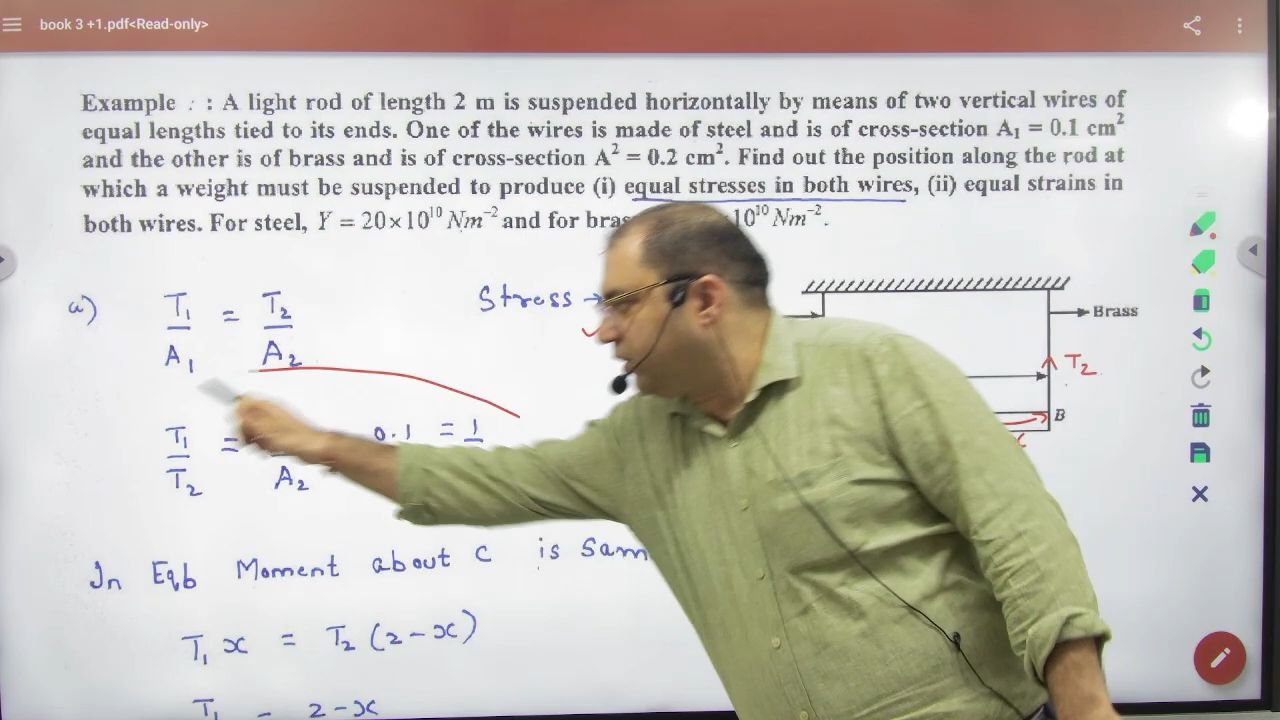 book 3 +1.pdf<Read-only>
Example : : A light rod of length 2 m is suspended horizontally by means of two vertical wires of
equal lengths tied to its ends. One of the wires is made of steel and is of cross-section A₁ = 0.1 cm²
and the other is of brass and is of cross-section A² = 0.2 cm². Find out the position along the rod at
which a weight must be suspended to produce (i) equal stresses in both wires, (ii) equal strains in
both wires. For steel, Y = 20×10¹⁰ Nm⁻² and for 10¹⁰ Nm⁻².
a) T₁/A₁ = T₂/A₂
Stress →
Brass
T₂
B
T₁/T₂ = A₂ 0.1 = 1
In Eqb Moment about C is
T₁ x = T₂ (2-x)
T₁ = 2-x